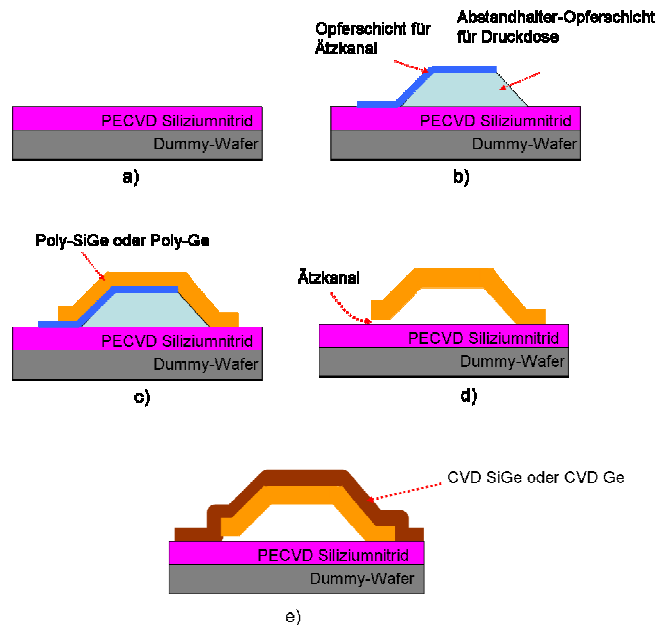 Opferschicht für
Ätzkanal
Abstandhalter-Opferschicht
für Druckdose
PECVD Siliziumnitrid
Dummy-Wafer
a)
PECVD Siliziumnitrid
Dummy-Wafer
b)
Poly-SiGe oder Poly-Ge
PECVD Siliziumnitrid
Dummy-Wafer
c)
Ätzkanal
PECVD Siliziumnitrid
Dummy-Wafer
d)
CVD SiGe oder CVD Ge
PECVD Siliziumnitrid
Dummy-Wafer
e)